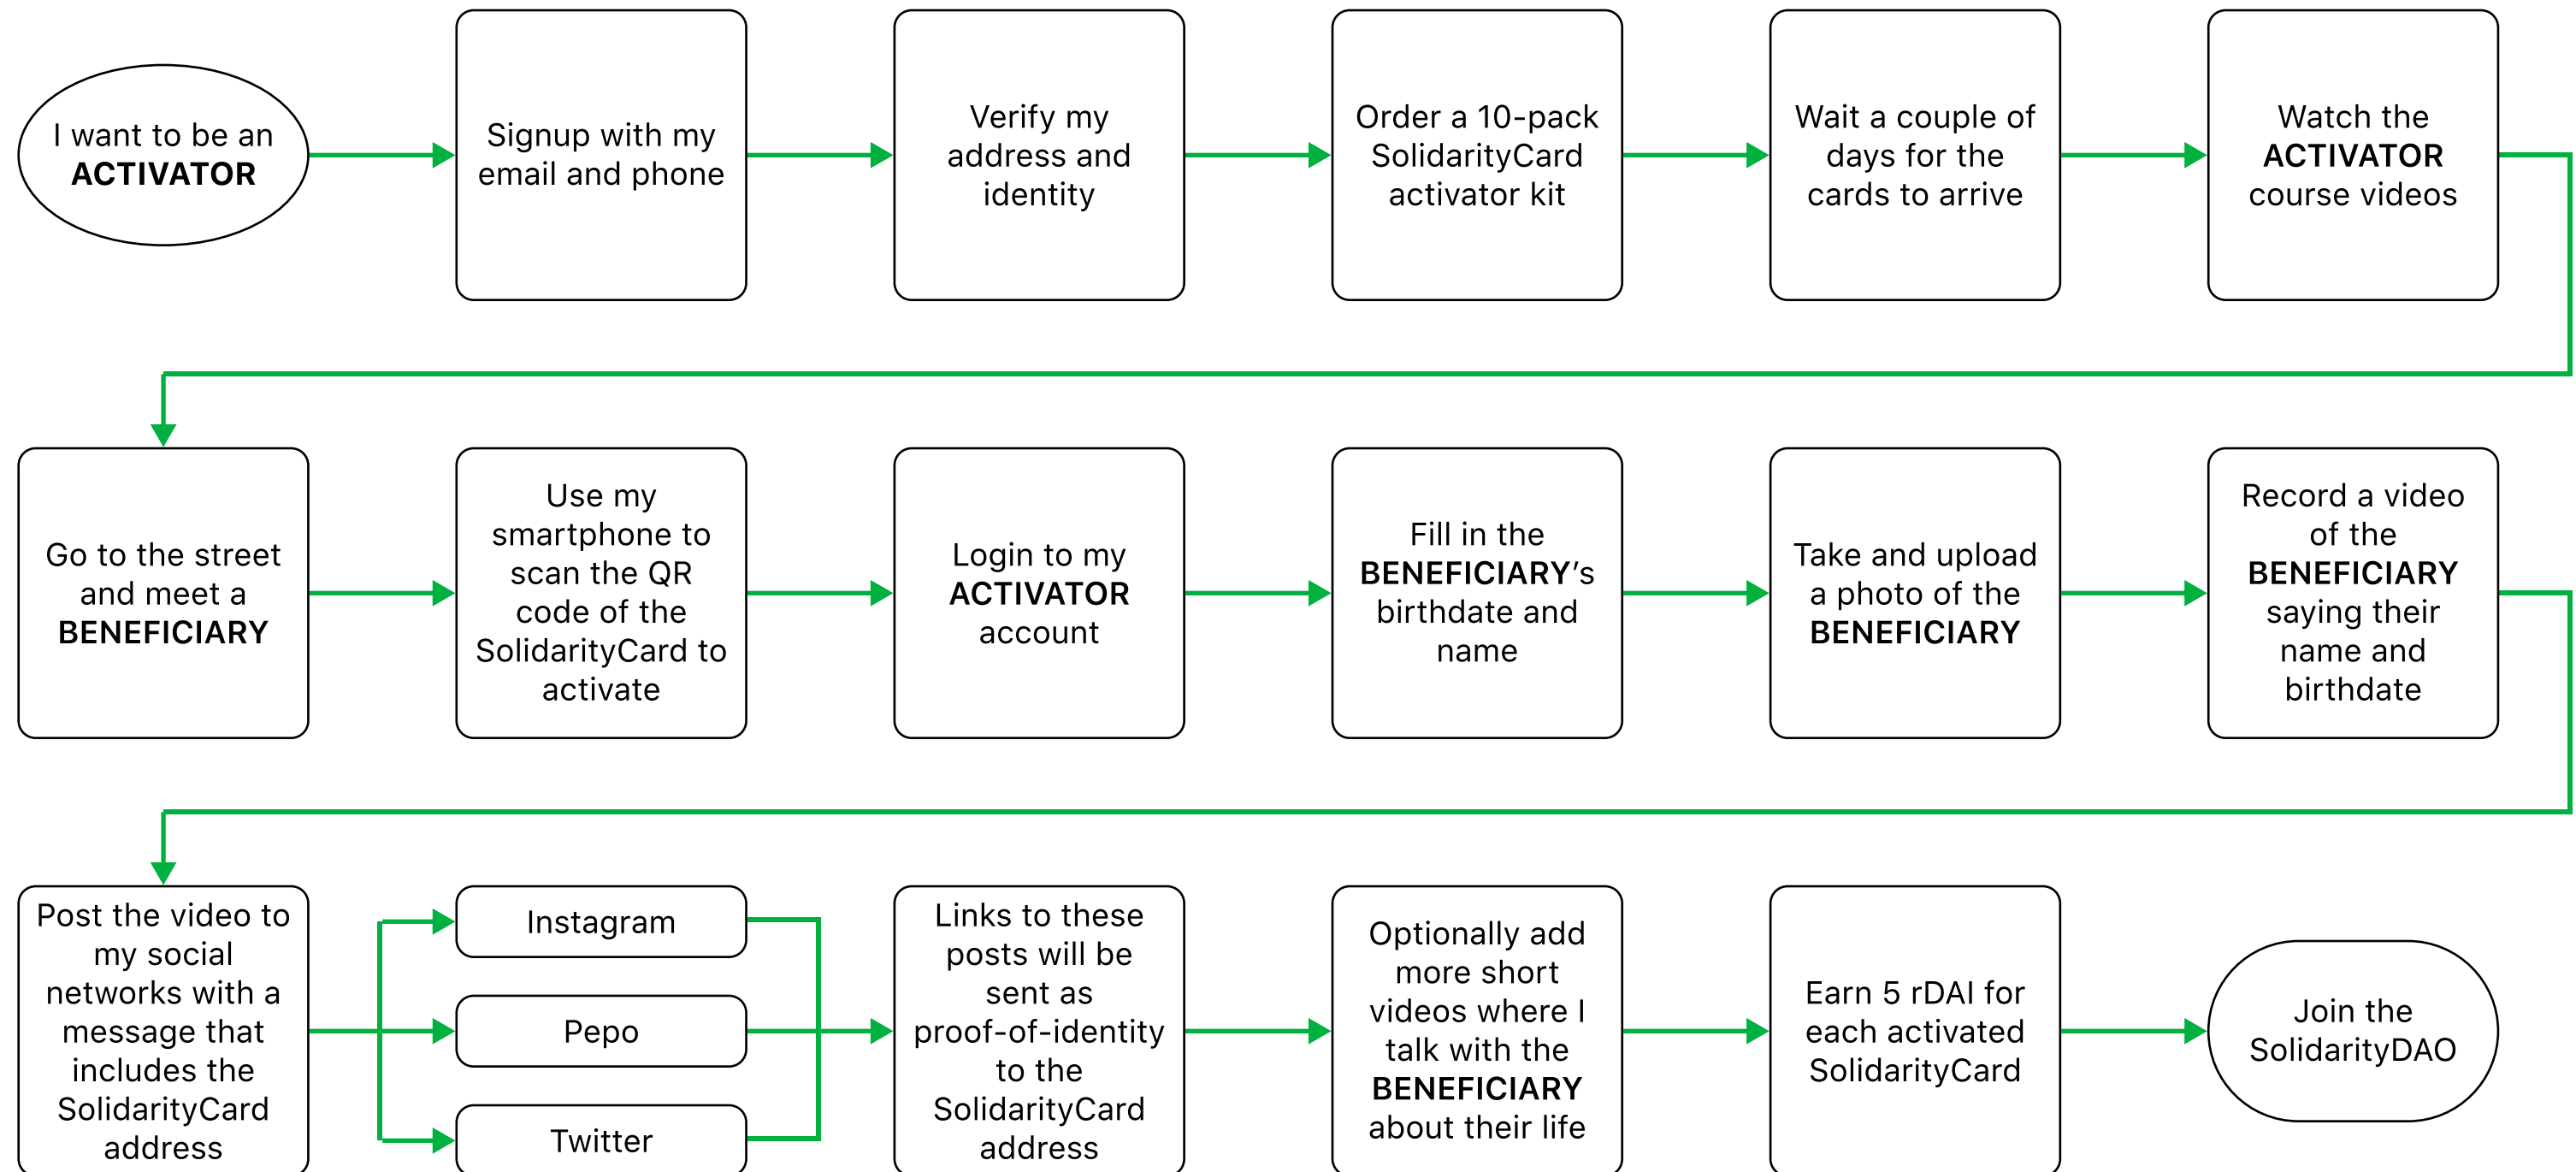 I want to be an
ACTIVATOR
Signup with my
email and phone
Verify my
address and
identity
Order a 10-pack
SolidarityCard
activator kit
Wait a couple of
days for the
cards to arrive
Watch the
ACTIVATOR
course videos
Go to the street
and meet a
BENEFICIARY
Use my
smartphone to
scan the QR
code of the
SolidarityCard to
activate
Login to my
ACTIVATOR
account
Fill in the
BENEFICIARY’s
birthdate and
name
Take and upload
a photo of the
BENEFICIARY
Record a video
of the
BENEFICIARY
saying their
name and
birthdate
Post the video to
my social
networks with a
message that
includes the
SolidarityCard
address
Instagram
Pepo
Twitter
Links to these
posts will be
sent as
proof-of-identity
to the
SolidarityCard
address
Optionally add
more short
videos where I
talk with the
BENEFICIARY
about their life
Earn 5 rDAI for
each activated
SolidarityCard
Join the
SolidarityDAO